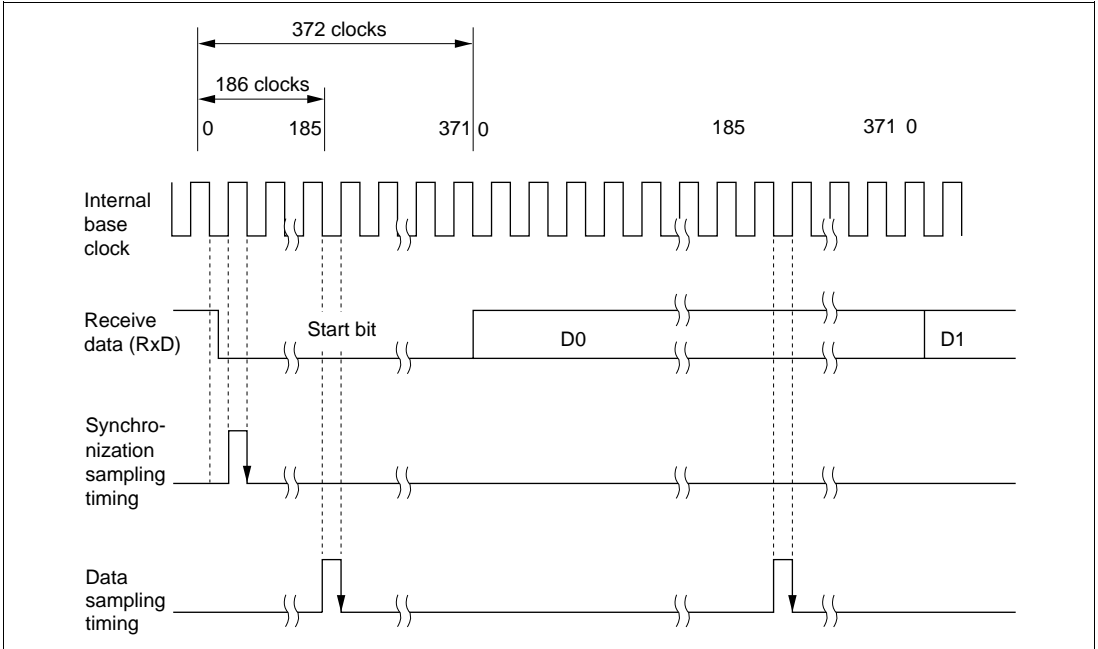 372 clocks
186 clocks
0 185 371 0 185 371 0
Internal
base
clock
Receive
data (RxD)
Start bit
D0
D1
Synchro-
nization
sampling
timing
Data
sampling
timing